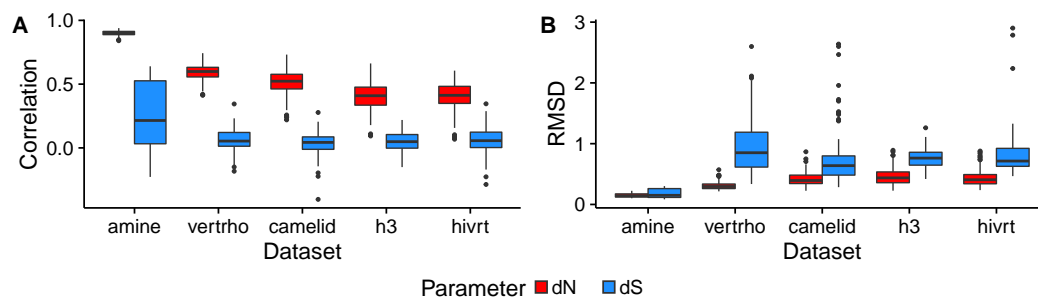 A
Correlation
1.0
0.5
0.0
amine vertrho camelid h3 hivrt
Dataset
B
RMSD
3
2
1
0
amine vertrho camelid h3 hivrt
Dataset
Parameter dN dS